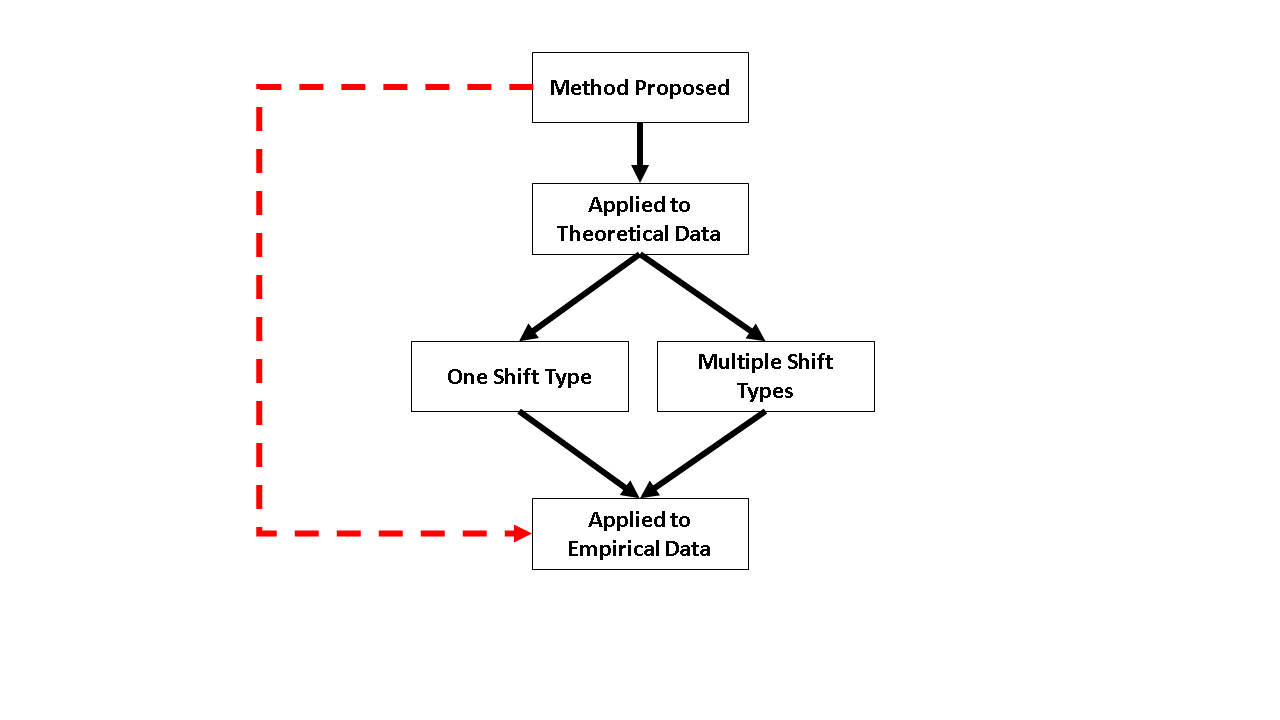 Method Proposed
Applied to
Theoretical Data
One Shift Type
Multiple Shift
Types
Applied to
Empirical Data